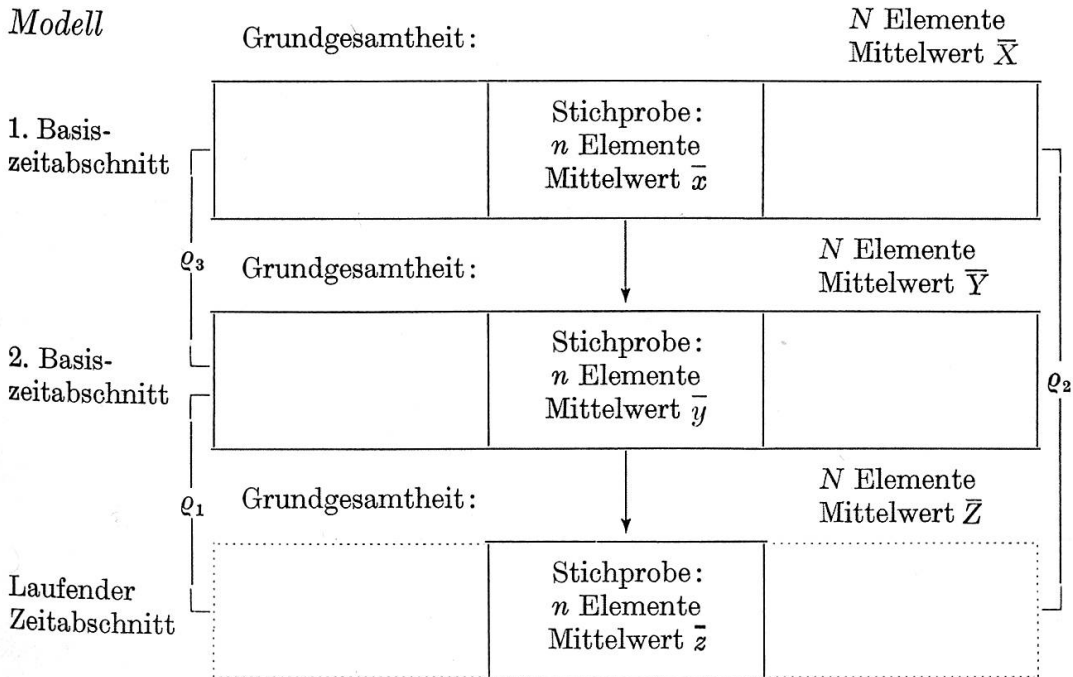 Modell
Grundgesamtheit:
N Elemente
Mittelwert X̅
1. Basis-
zeitabschnitt
Stichprobe:
n Elemente
Mittelwert x̅
ϱ₃
Grundgesamtheit:
N Elemente
Mittelwert Y̅
2. Basis-
zeitabschnitt
Stichprobe:
n Elemente
Mittelwert y̅
ϱ₂
ϱ₁
Grundgesamtheit:
N Elemente
Mittelwert Z̅
Laufender
Zeitabschnitt
Stichprobe:
n Elemente
Mittelwert z̅